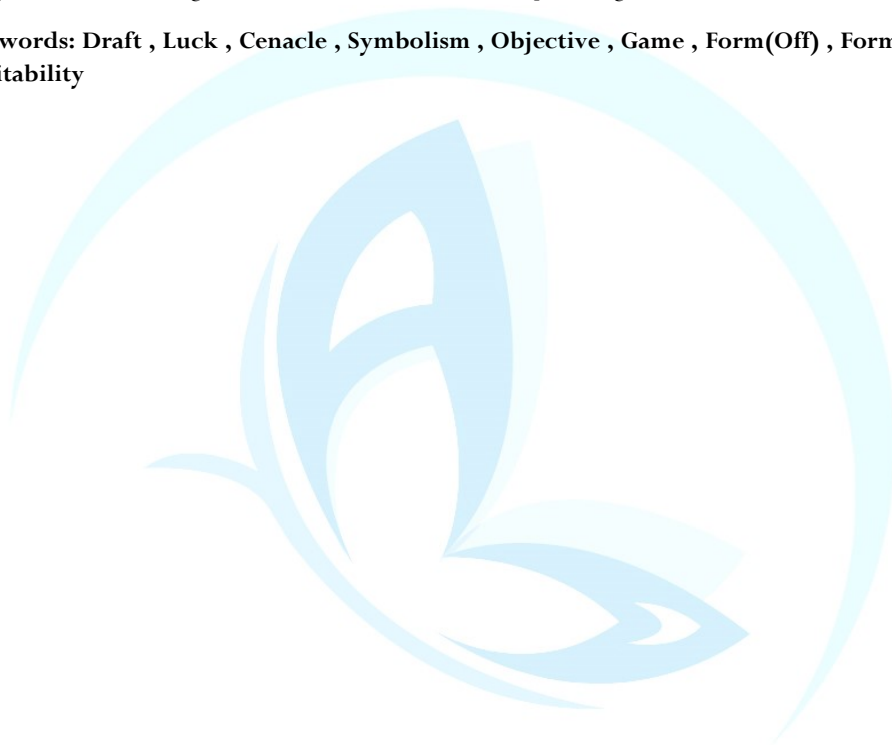 words: Draft , Luck , Cenacle , Symbolism , Objective , Game , Form(Off) , Form
itability